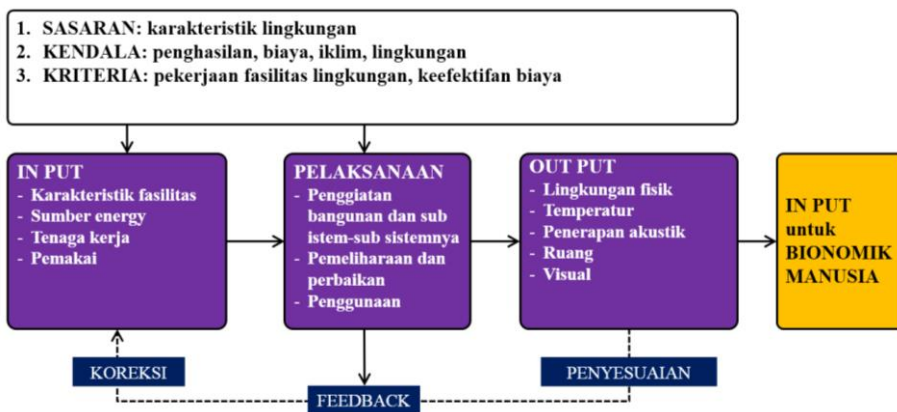 1. SASARAN: karakteristik lingkungan
2. KENDALA: penghasilan, biaya, iklim, lingkungan
3. KRITERIA: pekerjaan fasilitas lingkungan, keefektifan biaya
IN PUT
- Karakteristik fasilitas
- Sumber energy
- Tenaga kerja
- Pemakai
PELAKSANAAN
- Penggiatan
bangunan dan sub
istem-sub sistemnya
- Pemeliharaan dan
perbaikan
- Penggunaan
OUT PUT
- Lingkungan fisik
- Temperatur
- Penerapan akustik
- Ruang
- Visual
IN PUT
untuk
BIONOMIK
MANUSIA
KOREKSI
FEEDBACK
PENYESUAIAN